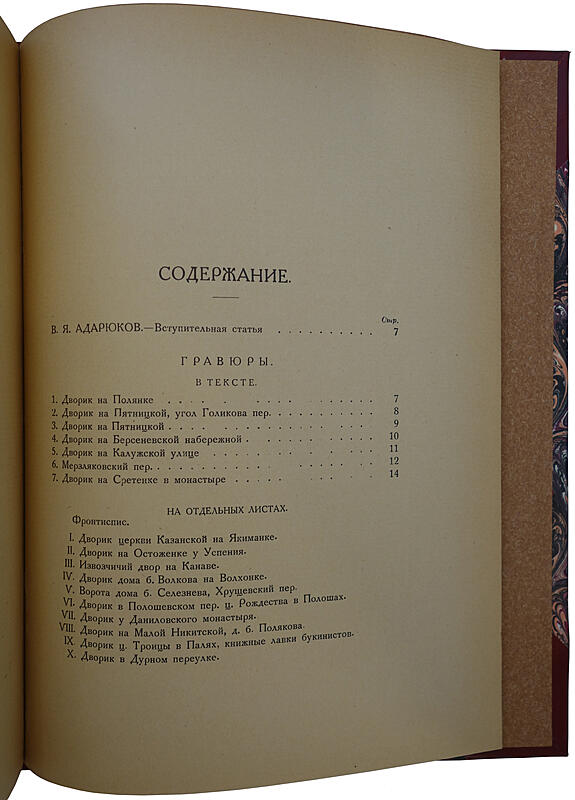 СОДЕРЖАНИЕ.
Стр.
В. Я. АДАРЮКОВ.—Вступительная статья . . . . . . . . . . 7
ГРАВЮРЫ.
В ТЕКСТЕ.
1. Дворик на Полянке . . . . . . . . . . . . . 7
2. Дворик на Пятницкой, угол Голикова пер. . . . . . . . . . 8
3. Дворик на Пятницкой . . . . . . . . . . . . . 9
4. Дворик на Берсеневской набережной . . . . . . . . . . 10
5. Дворик на Калужской улице . . . . . . . . . . . 11
6. Мерзляковский пер. . . . . . . . . . . . . . 12
7. Дворик на Сретенке в монастыре . . . . . . . . . . . 14
НА ОТДЕЛЬНЫХ ЛИСТАХ.
Фронтиспис.
I. Дворик церкви Казанской на Якиманке.
II. Дворик на Остоженке у Успения.
III. Извозчичий двор на Канаве.
IV. Дворик дома б. Волкова на Волхонке.
V. Ворота дома б. Селезнева, Хрущевский пер.
VI. Дворик в Полошевском пер. ц. Рождества в Полошах.
VII. Дворик у Даниловского монастыря.
VIII. Дворик на Малой Никитской, д. б. Полякова.
IX. Дворик ц. Троицы в Палях, книжные лавки букинистов.
X. Дворик в Дурном переулке.